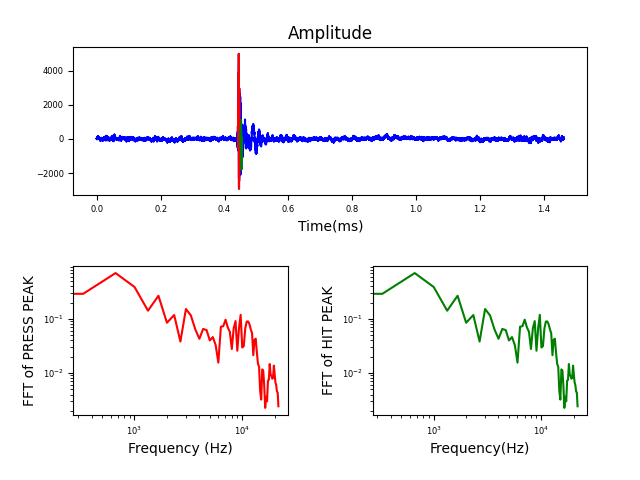 Amplitude
4000
2000
0
−2000
0.0 0.2 0.4 0.6 0.8 1.0 1.2 1.4
Time(ms)
FFT of PRESS PEAK
10⁻¹
10⁻²
10³ 10⁴
Frequency (Hz)
FFT of HIT PEAK
10⁻¹
10⁻²
10³ 10⁴
Frequency(Hz)